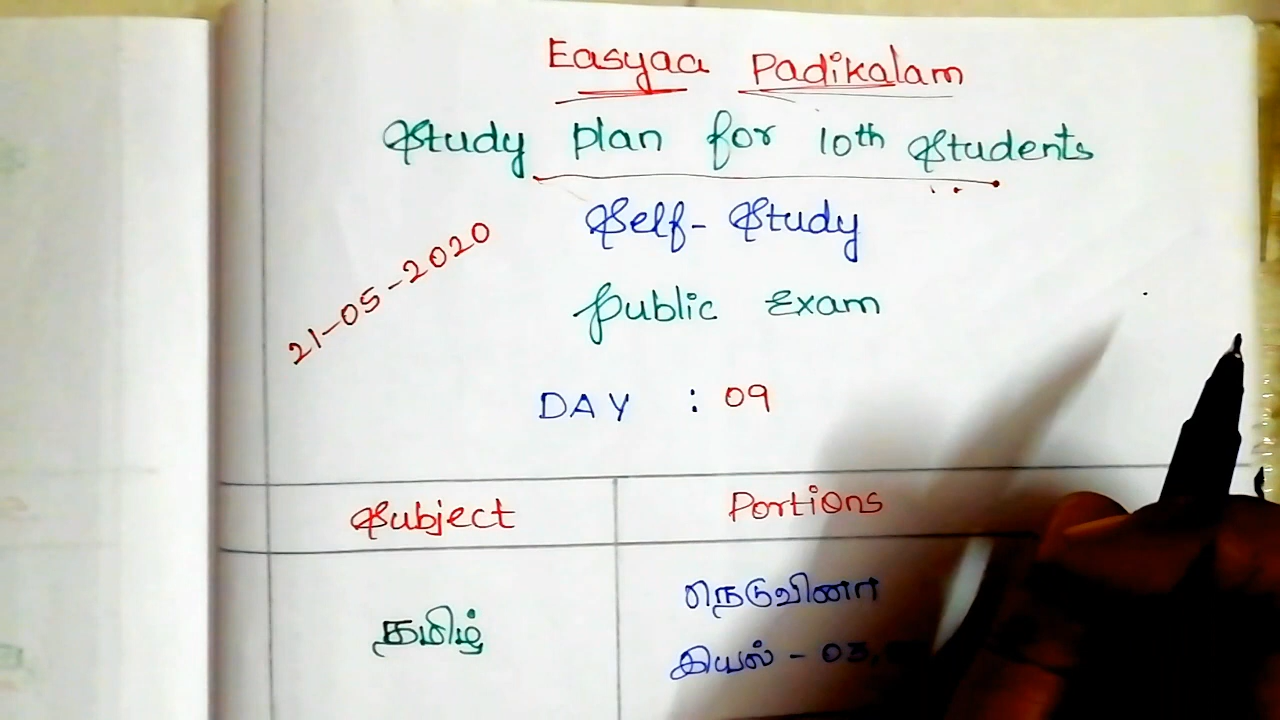 Easyaa Padikalam
Study plan for 10th Students
Self-Study
21-05-2020
Public Exam
DAY : 09
Subject Portions
தமிழ் நெடுவினா
இயல் - 03,